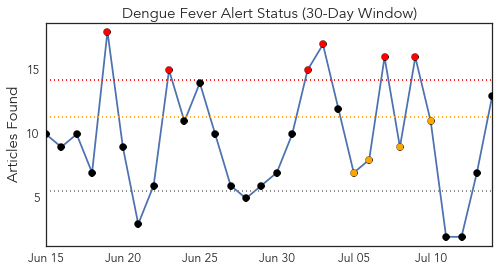 Dengue Fever Alert Status (30-Day Window)
Articles Found
15
10
5
Jun 15 Jun 20 Jun 25 Jun 30 Jul 05 Jul 10